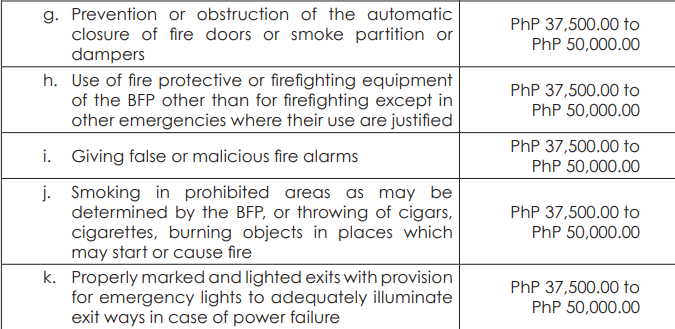 g. Prevention or obstruction of the automatic
closure of fire doors or smoke partition or
dampers
PhP 37,500.00 to
PhP 50,000.00
h. Use of fire protective or firefighting equipment
of the BFP other than for firefighting except in
other emergencies where their use are justified
PhP 37,500.00 to
PhP 50,000.00
i. Giving false or malicious fire alarms
PhP 37,500.00 to
PhP 50,000.00
j. Smoking in prohibited areas as may be
determined by the BFP, or throwing of cigars,
cigarettes, burning objects in places which
may start or cause fire
PhP 37,500.00 to
PhP 50,000.00
k. Properly marked and lighted exits with provision
for emergency lights to adequately illuminate
exit ways in case of power failure
PhP 37,500.00 to
PhP 50,000.00